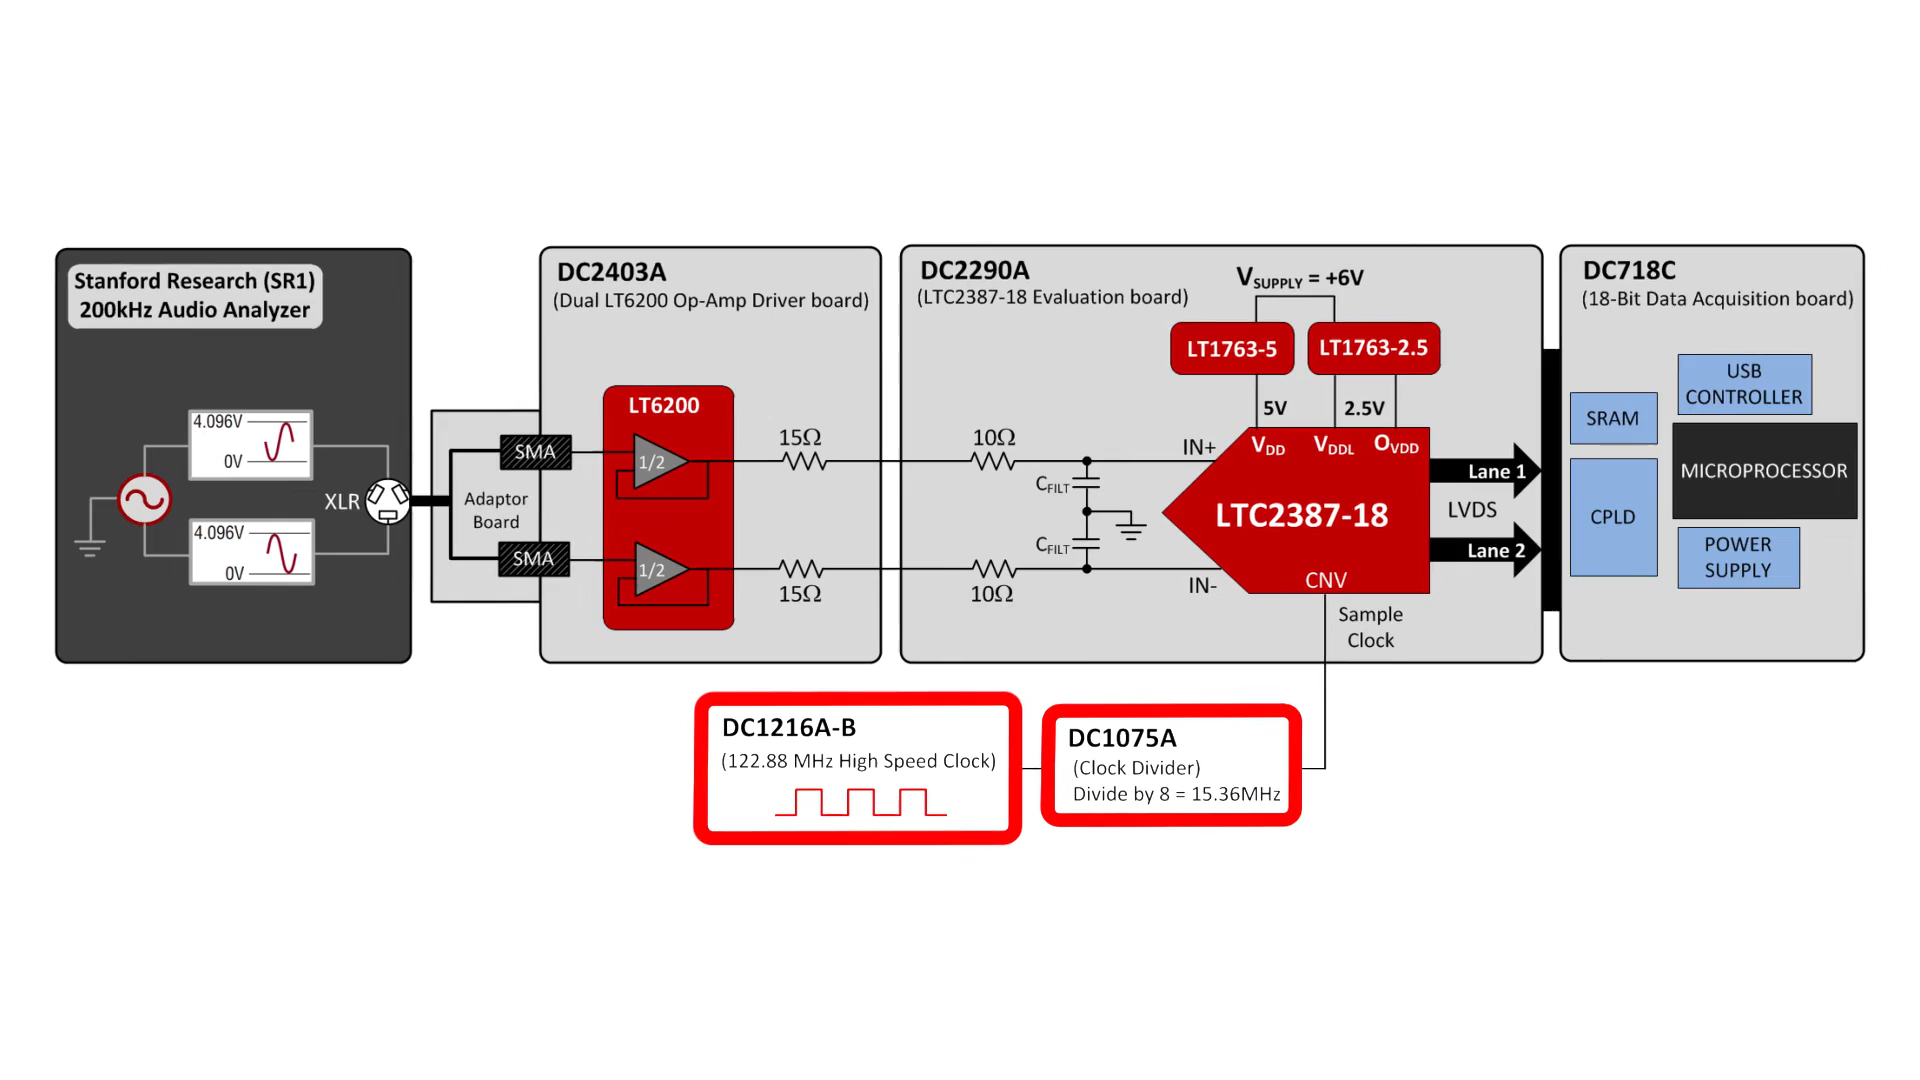 Stanford Research (SR1)
200kHz Audio Analyzer
4.096V
0V
4.096V
0V
XLR
Adaptor
Board
SMA
SMA
DC2403A
(Dual LT6200 Op-Amp Driver board)
LT6200
1/2
1/2
15Ω
15Ω
DC2290A
(LTC2387-18 Evaluation board)
VSUPPLY = +6V
LT1763-5
LT1763-2.5
5V
2.5V
10Ω
10Ω
CFILT
CFILT
IN+
IN-
VDD
VDDL
OVDD
LTC2387-18
CNV
Sample
Clock
Lane 1
LVDS
Lane 2
DC718C
(18-Bit Data Acquisition board)
SRAM
CPLD
USB
CONTROLLER
MICROPROCESSOR
POWER
SUPPLY
DC1216A-B
(122.88 MHz High Speed Clock)
DC1075A
(Clock Divider)
Divide by 8 = 15.36MHz